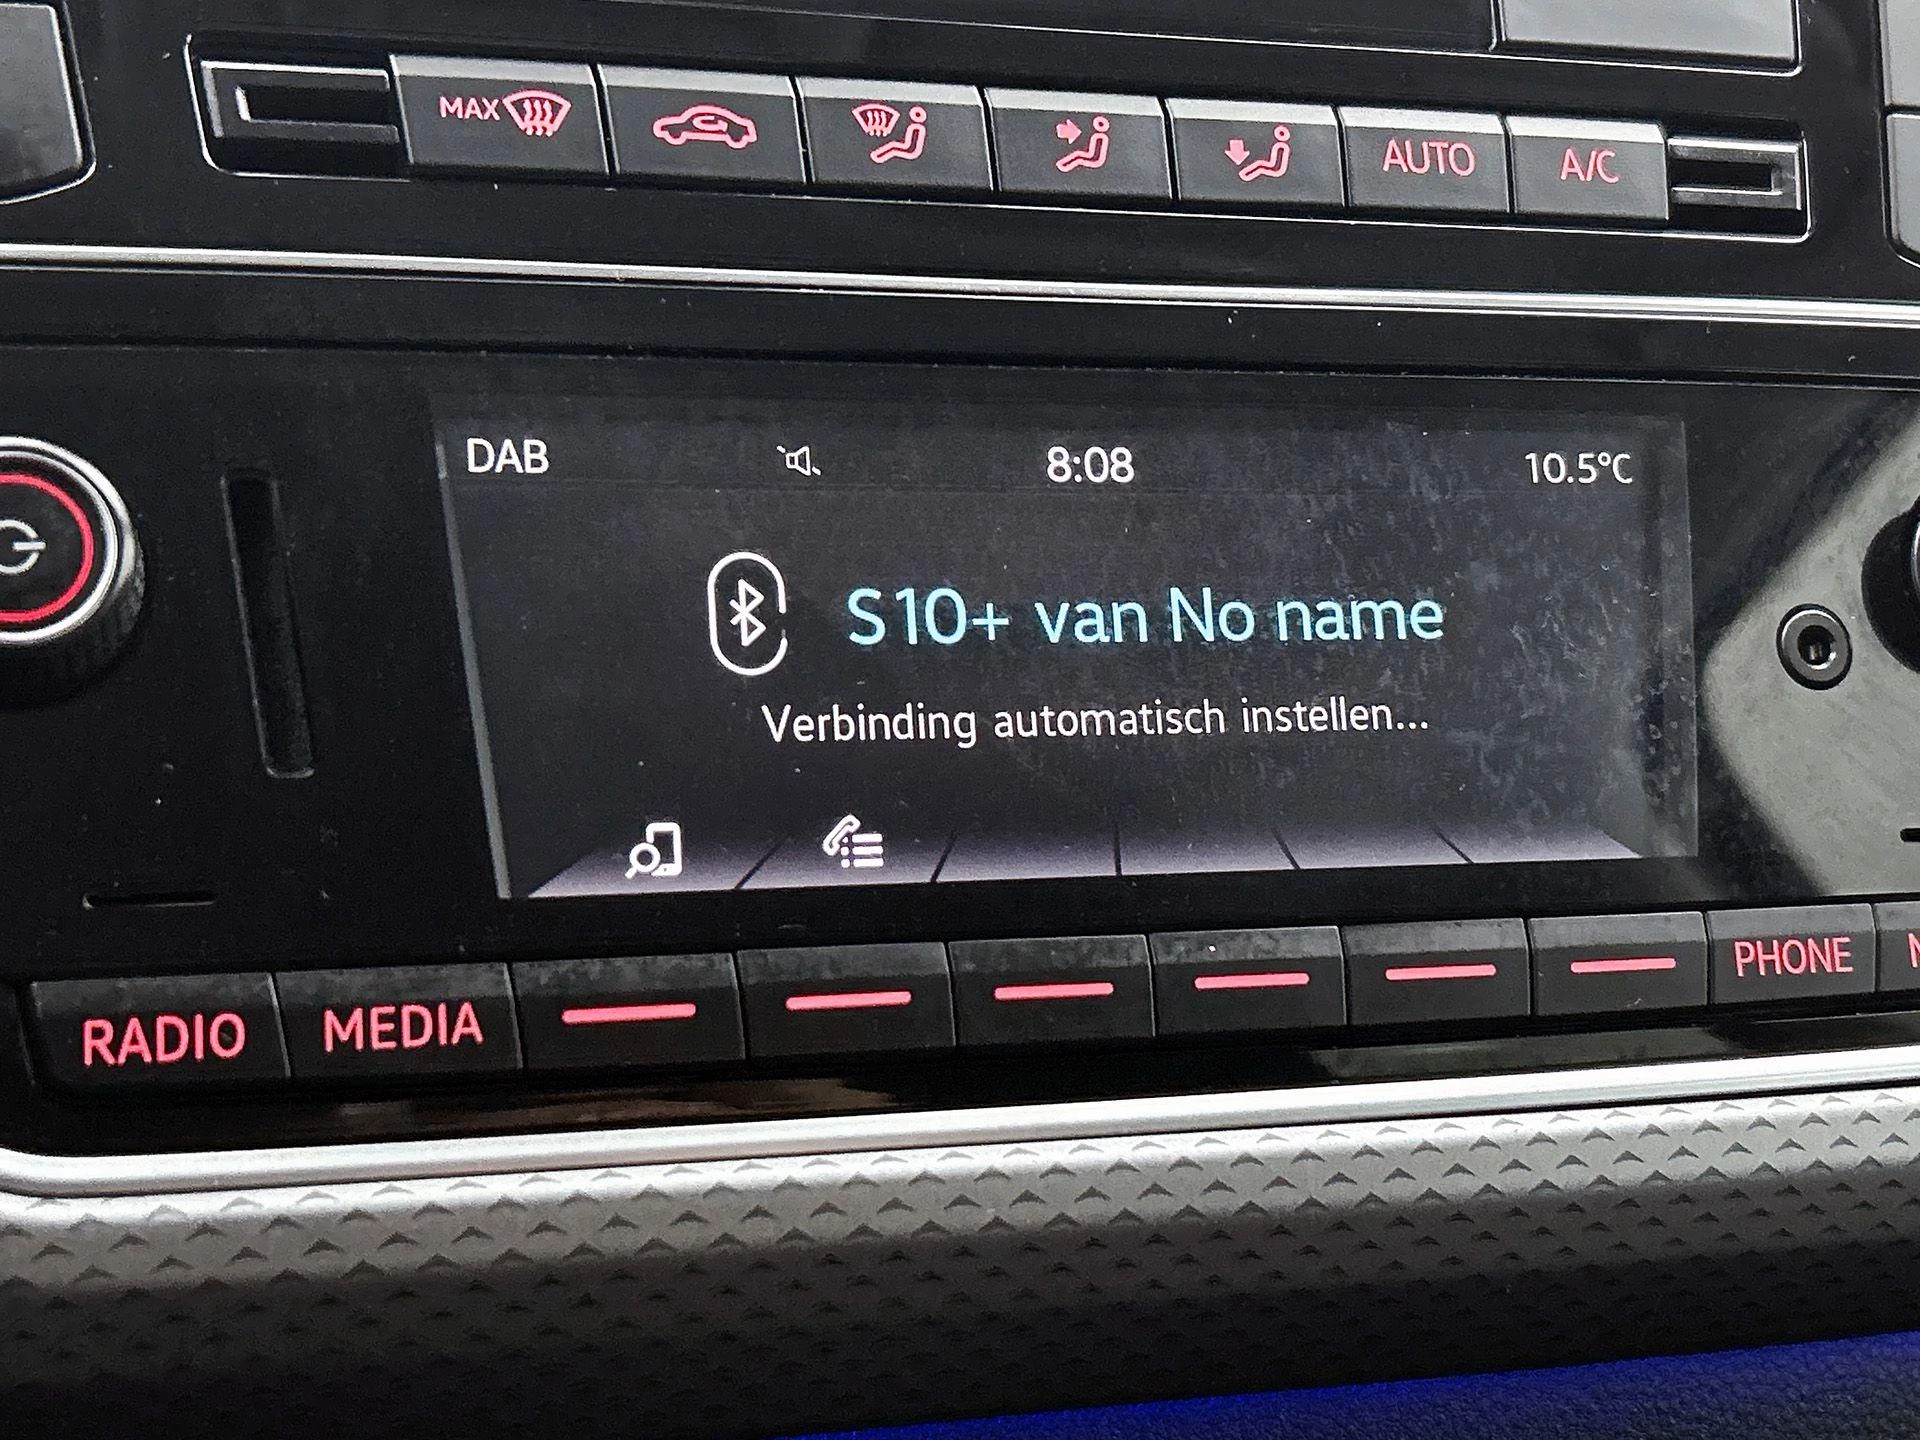 MAX
AUTO
A/C
DAB 8:08 10.5°C
S10+ van No name
Verbinding automatisch instellen...
RADIO MEDIA PHONE